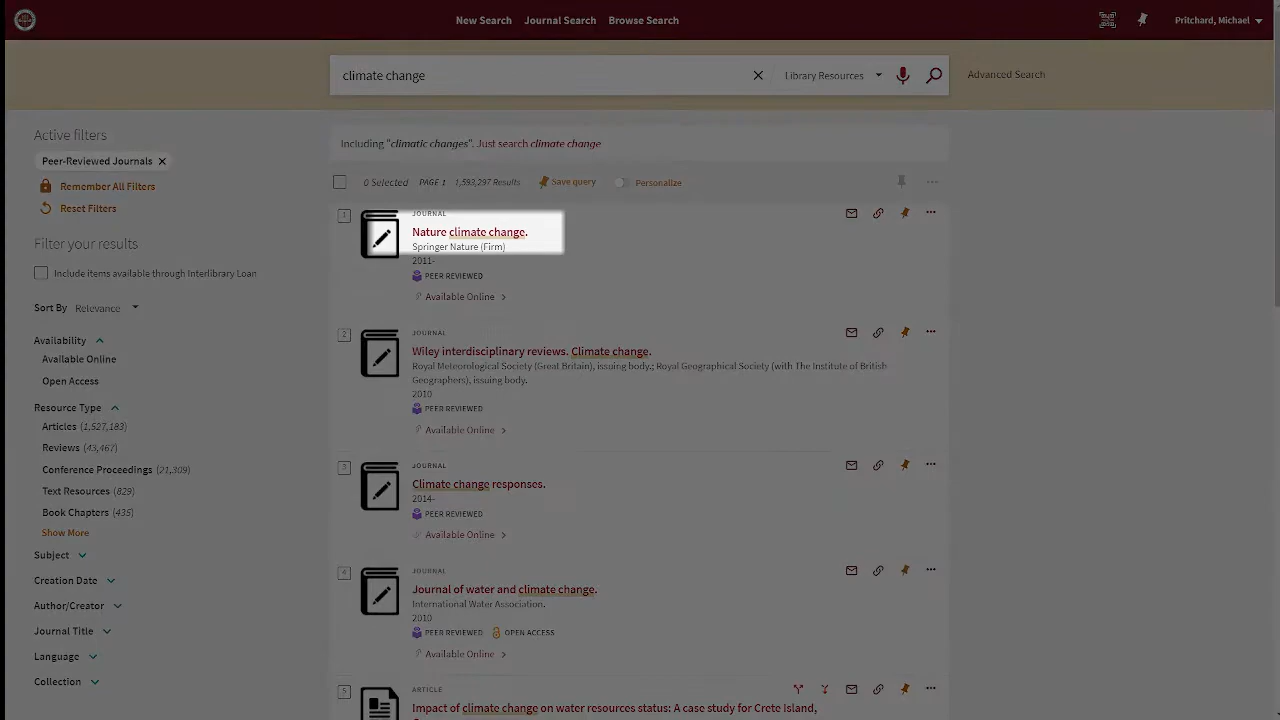 New Search Journal Search Browse Search
Pritchard, Michael
climate change
Library Resources
Advanced Search
Active filters
Peer-Reviewed Journals
Remember All Filters
Reset Filters
Filter your results
Include items available through Interlibrary Loan
Sort By Relevance
Availability
Available Online
Open Access
Resource Type
Articles (1,527,183)
Reviews (43,467)
Conference Proceedings (21,309)
Text Resources (829)
Book Chapters (435)
Show More
Subject
Creation Date
Author/Creator
Journal Title
Language
Collection
Including "climatic changes". Just search climate change
0 Selected PAGE 1 1,593,297 Results Save query Personalize
1
JOURNAL
Nature climate change.
Springer Nature (Firm)
2011-
PEER REVIEWED
Available Online
2
JOURNAL
Wiley interdisciplinary reviews. Climate change.
Royal Meteorological Society (Great Britain), issuing body.; Royal Geographical Society (with The Institute of British
Geographers), issuing body.
2010
PEER REVIEWED
Available Online
3
JOURNAL
Climate change responses.
2014-
PEER REVIEWED
Available Online
4
JOURNAL
Journal of water and climate change.
International Water Association.
2010
PEER REVIEWED OPEN ACCESS
Available Online
5
ARTICLE
Impact of climate change on water resources status: A case study for Crete Island,